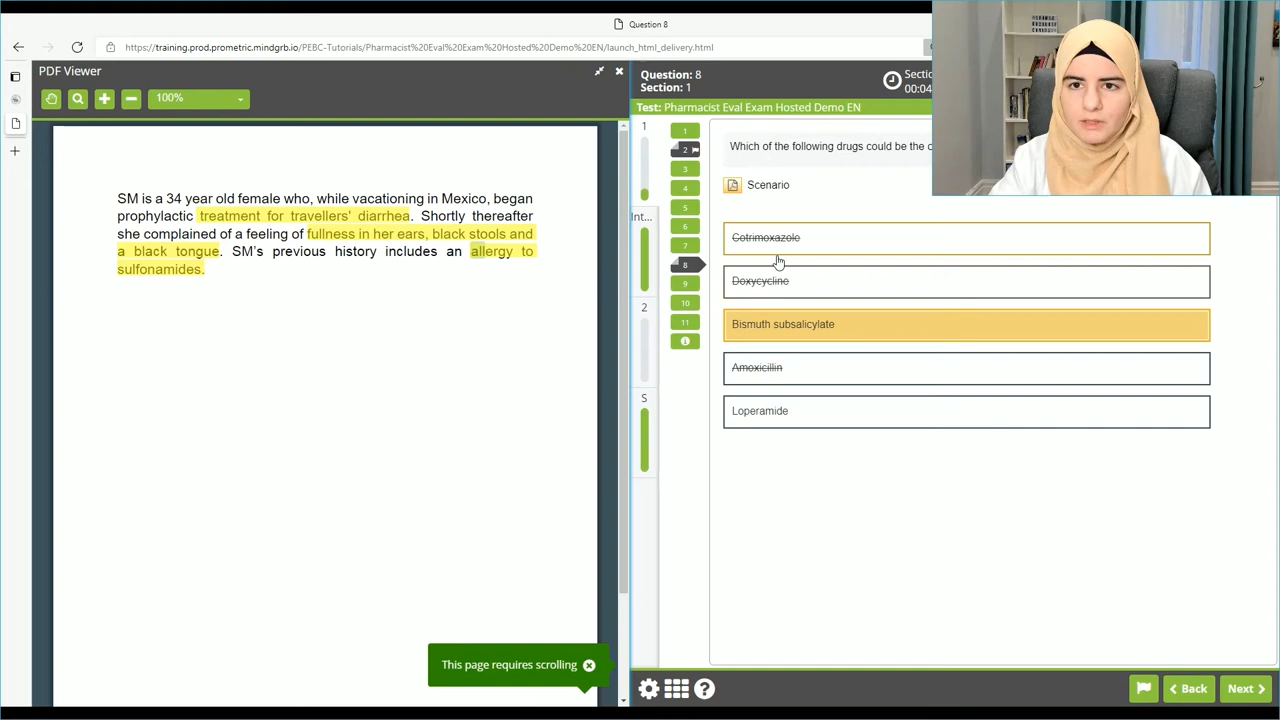 Question 8
https://training.prod.prometric.mindgrb.io/PEBC-Tutorials/Pharmacist%20Eval%20Exam%20Hosted%20Demo%20EN/launch_html_delivery.html
PDF Viewer
100%
SM is a 34 year old female who, while vacationing in Mexico, began
prophylactic treatment for travellers' diarrhea. Shortly thereafter
she complained of a feeling of fullness in her ears, black stools and
a black tongue. SM's previous history includes an allergy to
sulfonamides.
This page requires scrolling
Question: 8
Section: 1
Sectio
00:04
Test: Pharmacist Eval Exam Hosted Demo EN
1
Int...
2
S
1
2
3
4
5
6
7
8
9
10
11
Which of the following drugs could be the c
Scenario
Cotrimoxazole
Doxycycline
Bismuth subsalicylate
Amoxicillin
Loperamide
Back
Next